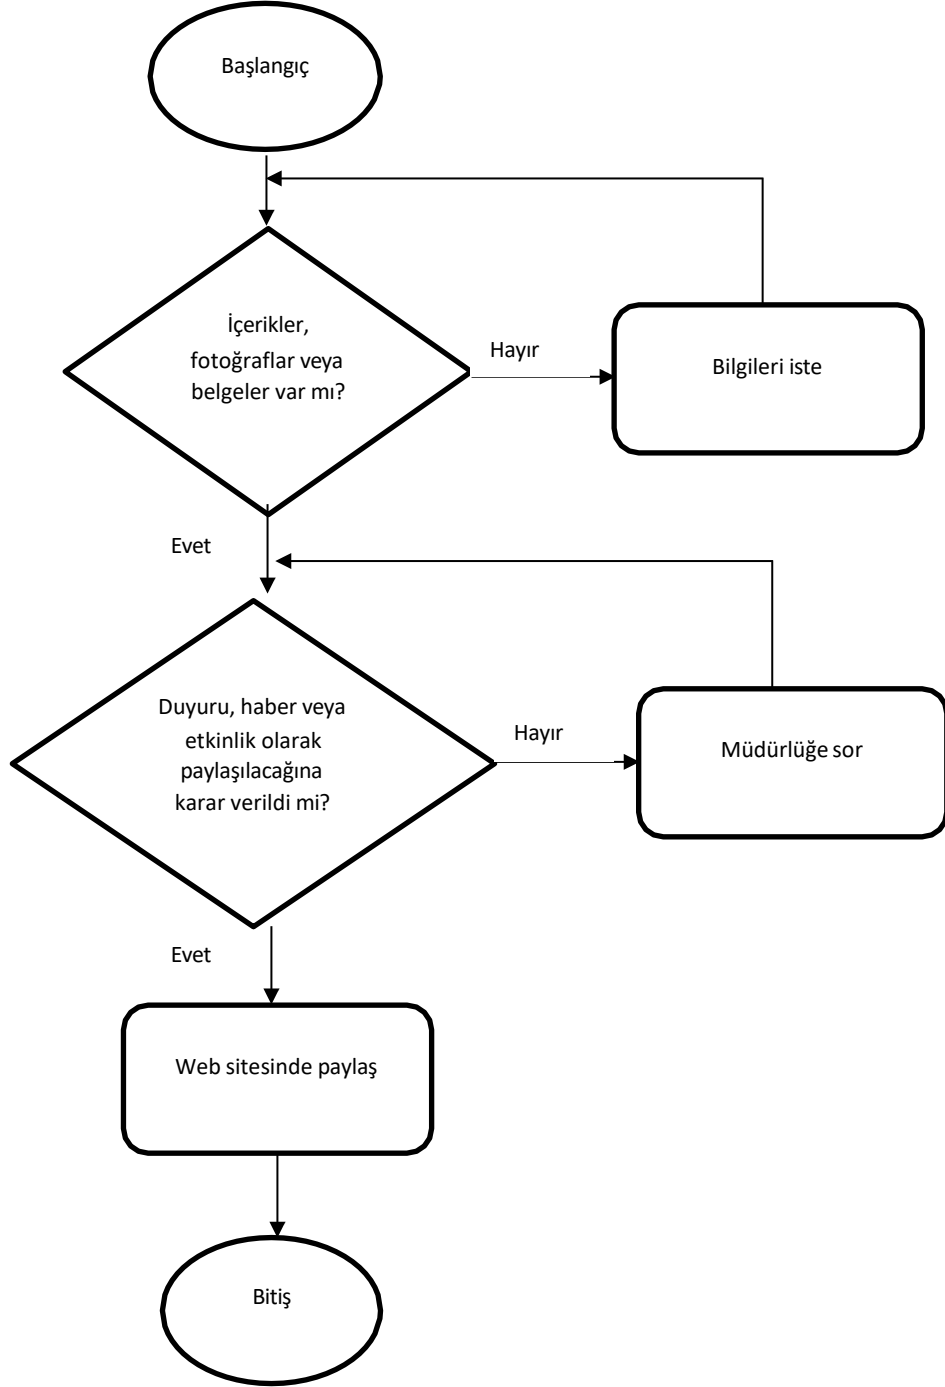 Başlangıç
İçerikler,
fotoğraflar veya
belgeler var mı?
Hayır
Bilgileri iste
Evet
Duyuru, haber veya
etkinlik olarak
paylaşılacağına
karar verildi mi?
Hayır
Müdürlüğe sor
Evet
Web sitesinde paylaş
Bitiş